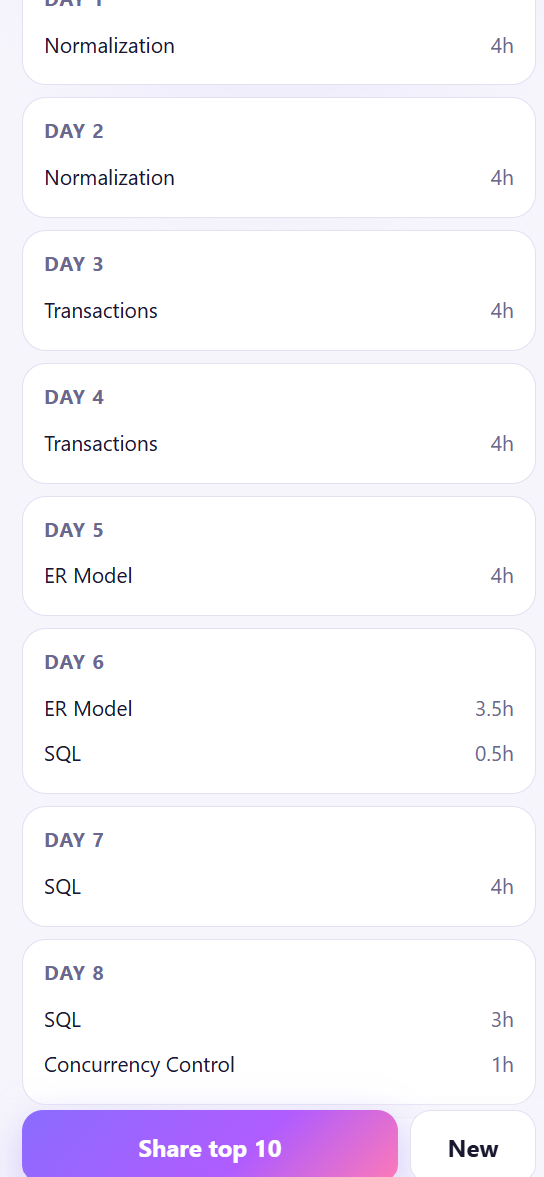 DAY 1
Normalization 4h
DAY 2
Normalization 4h
DAY 3
Transactions 4h
DAY 4
Transactions 4h
DAY 5
ER Model 4h
DAY 6
ER Model 3.5h
SQL 0.5h
DAY 7
SQL 4h
DAY 8
SQL 3h
Concurrency Control 1h
Share top 10 New